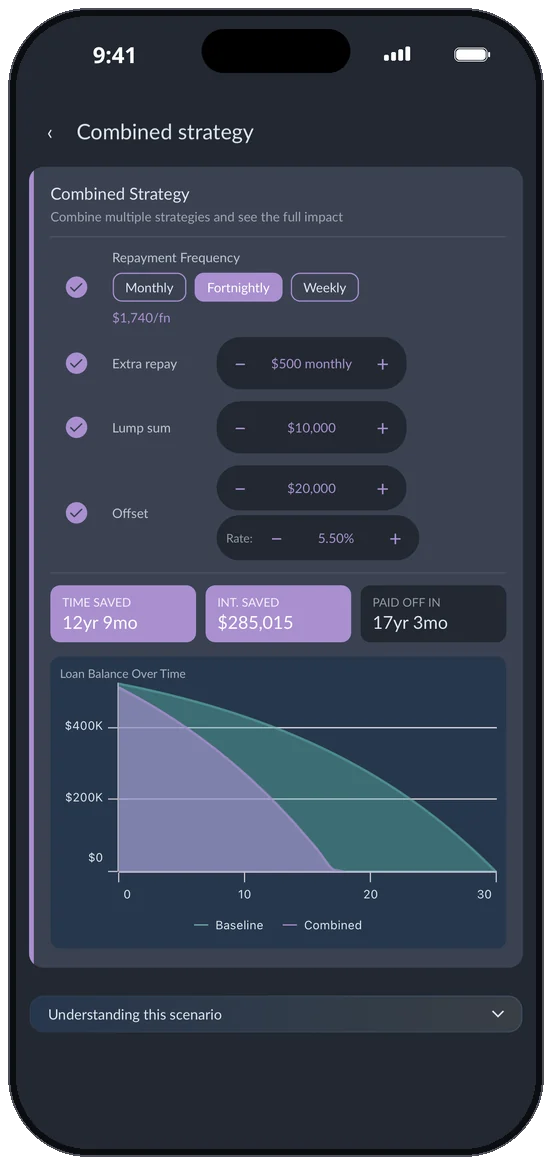 9:41
‹ Combined strategy
Combined Strategy
Combine multiple strategies and see the full impact
Repayment Frequency
Monthly Fortnightly Weekly
$1,740/fn
Extra repay − $500 monthly +
Lump sum − $10,000 +
− $20,000 +
Offset
Rate: − 5.50% +
TIME SAVED INT. SAVED PAID OFF IN
12yr 9mo $285,015 17yr 3mo
Loan Balance Over Time
$400K
$200K
$0
0 10 20 30
Baseline Combined
Understanding this scenario